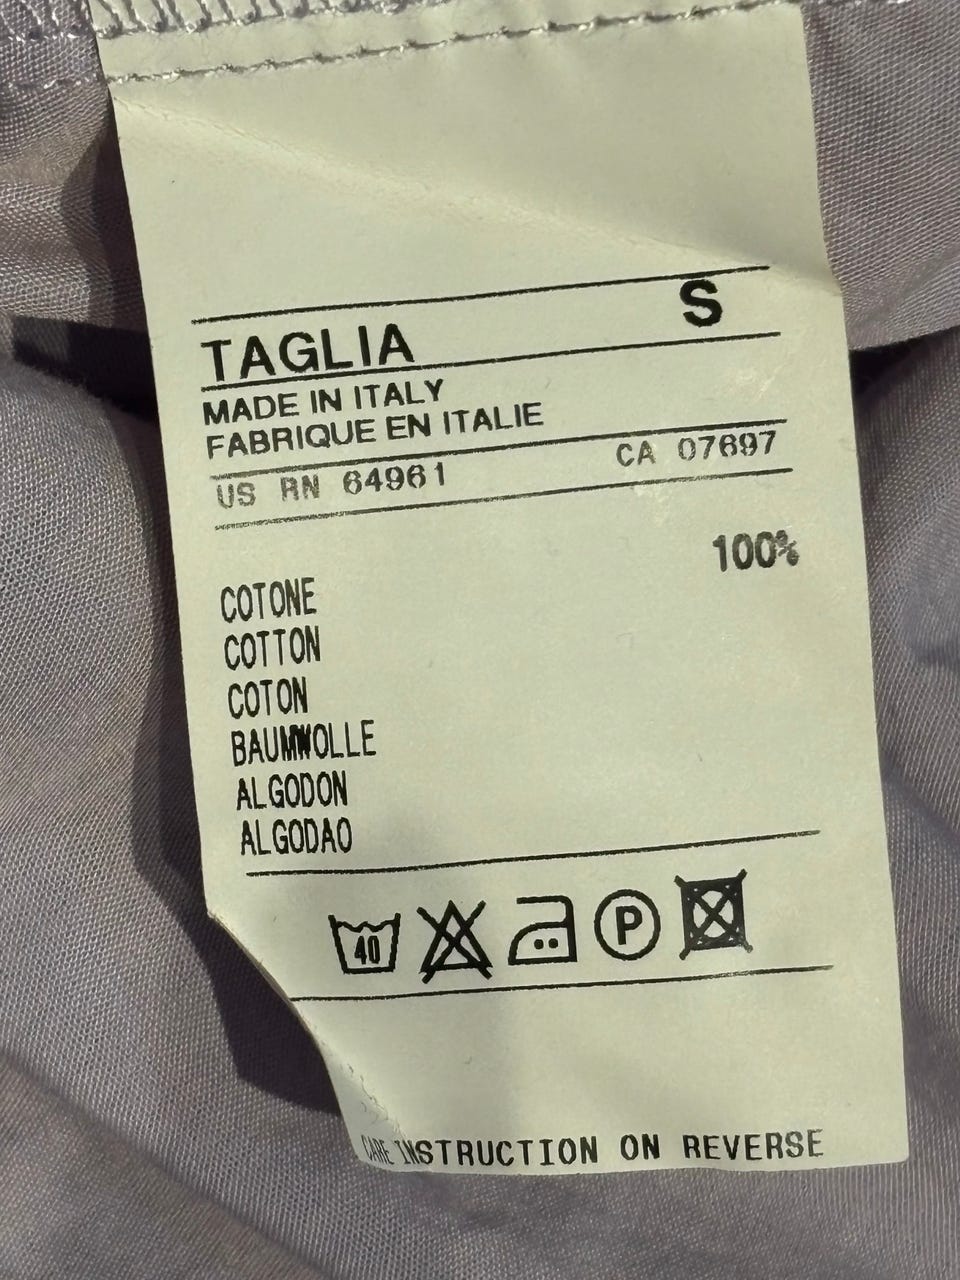 S
TAGLIA
MADE IN ITALY
FABRIQUE EN ITALIE
US RN 64961 CA 07697
100%
COTONE
COTTON
COTON
BAUMWOLLE
ALGODON
ALGODAO
40 P
CARE INSTRUCTION ON REVERSE